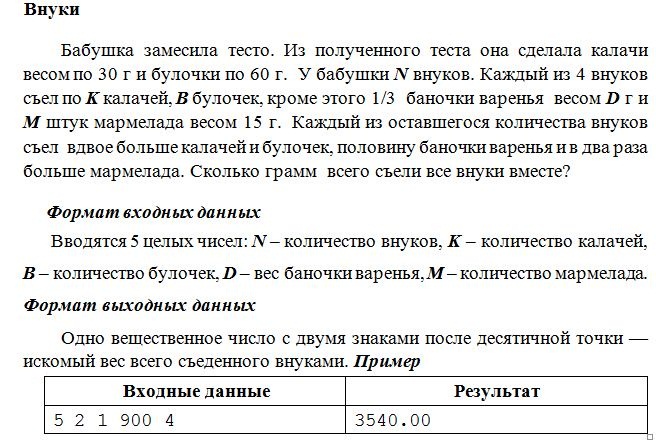 Внуки
Бабушка замесила тесто. Из полученного теста она сделала калачи
весом по 30 г и булочки по 60 г. У бабушки N внуков. Каждый из 4 внуков
съел по K калачей, B булочек, кроме этого 1/3 баночки варенья весом D г и
M штук мармелада весом 15 г. Каждый из оставшегося количества внуков
съел вдвое больше калачей и булочек, половину баночки варенья и в два раза
больше мармелада. Сколько грамм всего съели все внуки вместе?
Формат входных данных
Вводятся 5 целых чисел: N – количество внуков, K – количество калачей,
B – количество булочек, D – вес баночки варенья, M – количество мармелада.
Формат выходных данных
Одно вещественное число с двумя знаками после десятичной точки —
искомый вес всего съеденного внуками. Пример
Входные данные Результат
5 2 1 900 4 3540.00